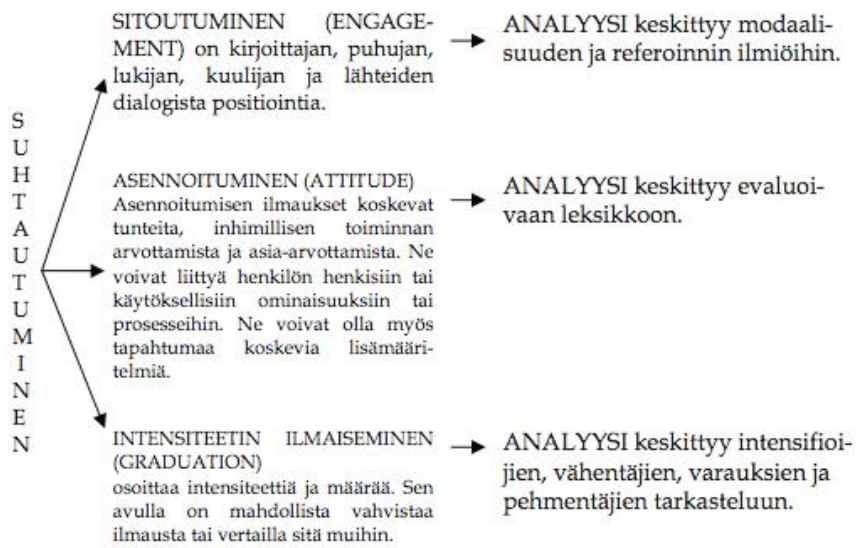 SUHTAUTUMINEN
SITOUTUMINEN (ENGAGE-
MENT) on kirjoittajan, puhujan,
lukijan, kuulijan ja lähteiden
dialogista positiointia.
ANALYYSI keskittyy modaali-
suuden ja referoinnin ilmiöihin.
ASENNOITUMINEN (ATTITUDE)
Asennoitumisen ilmaukset koskevat
tunteita, inhimillisen toiminnan
arvottamista ja asia-arvottamista. Ne
voivat liittyä henkilön henkisiin tai
käytöksellisiin ominaisuuksiin tai
prosesseihin. Ne voivat olla myös
tapahtumaa koskevia lisämääri-
telmiä.
ANALYYSI keskittyy evaluoi-
vaan leksikkoon.
INTENSITEETIN ILMAISEMINEN
(GRADUATION)
osoittaa intensiteettiä ja määrää. Sen
avulla on mahdollista vahvistaa
ilmausta tai vertailla sitä muihin.
ANALYYSI keskittyy intensifioi-
jien, vähentäjien, varauksien ja
pehmentäjien tarkasteluun.